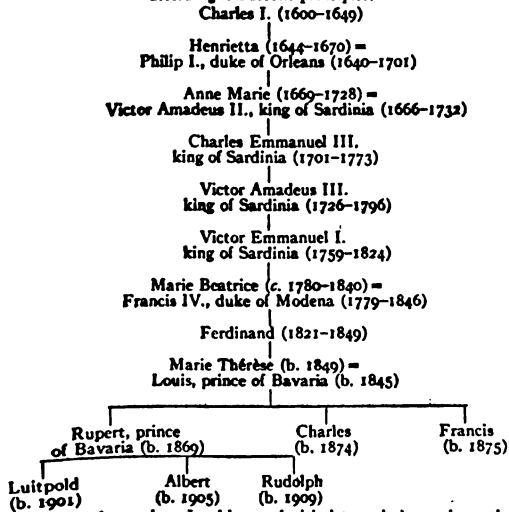 Charles I. (1600–1649)
Henrietta (1644–1670) =
Philip I., duke of Orleans (1640–1701)
Anne Marie (1669–1728) =
Victor Amadeus II., king of Sardinia (1666–1732)
Charles Emmanuel III.
king of Sardinia (1701–1773)
Victor Amadeus III.
king of Sardinia (1726–1796)
Victor Emmanuel I.
king of Sardinia (1759–1824)
Marie Beatrice (c. 1780–1840) =
Francis IV., duke of Modena (1779–1846)
Ferdinand (1821–1849)
Marie Thérèse (b. 1849) =
Louis, prince of Bavaria (b. 1845)
Rupert, prince Charles Francis
of Bavaria (b. 1869) (b. 1874) (b. 1875)
Luitpold Albert Rudolph
(b. 1901) (b. 1905) (b. 1909)